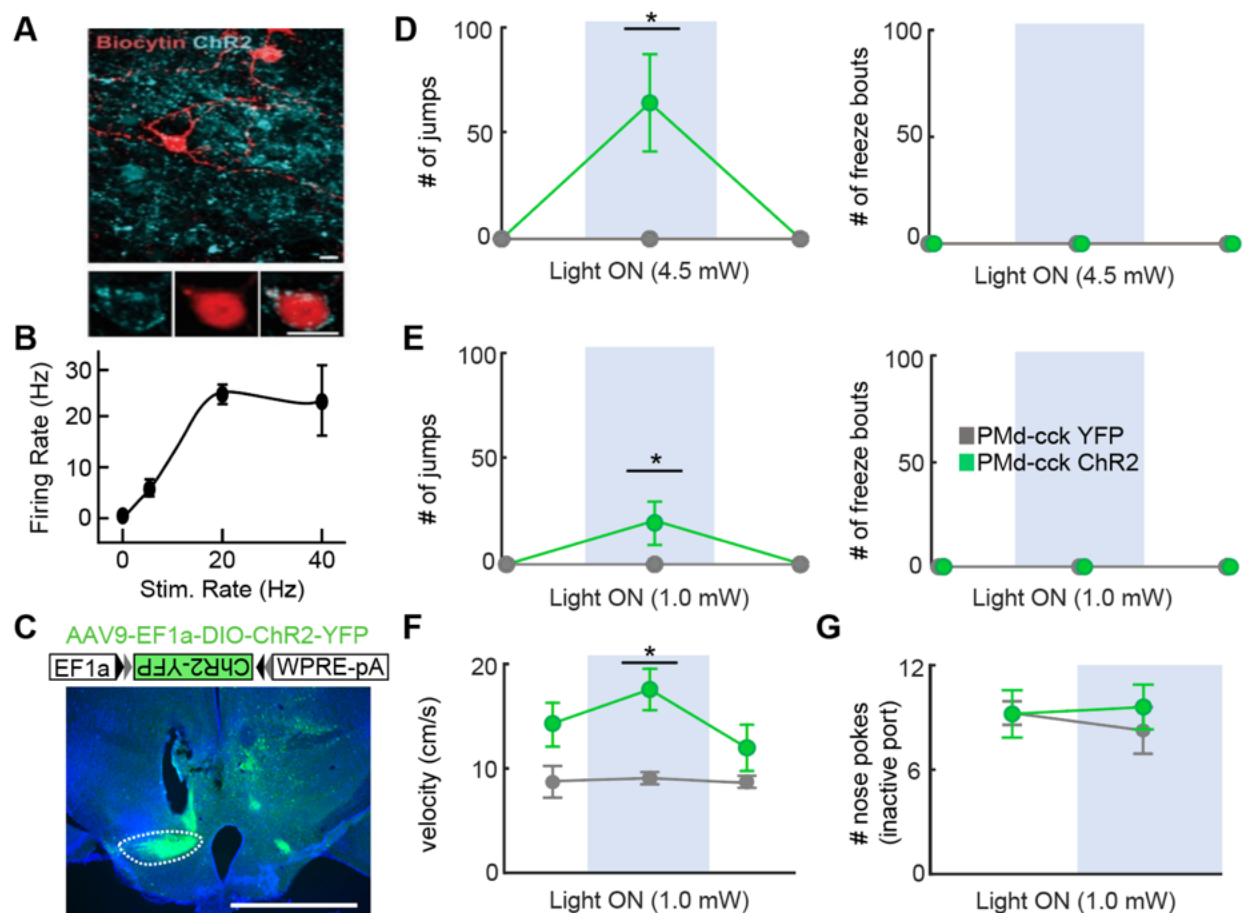 A
Biocytin ChR2
B
Firing Rate (Hz)
30
20
10
0
0 20 40
Stim. Rate (Hz)
C
AAV9-EF1a-DIO-ChR2-YFP
EF1a ChR2-YFP WPRE-pA
D
# of jumps
100
50
0
Light ON (4.5 mW)
*
# of freeze bouts
100
50
0
Light ON (4.5 mW)
E
# of jumps
100
50
0
Light ON (1.0 mW)
*
# of freeze bouts
100
50
0
PMd-cck YFP
PMd-cck ChR2
Light ON (1.0 mW)
F
velocity (cm/s)
20
10
0
Light ON (1.0 mW)
*
G
# nose pokes
(inactive port)
12
6
0
Light ON (1.0 mW)